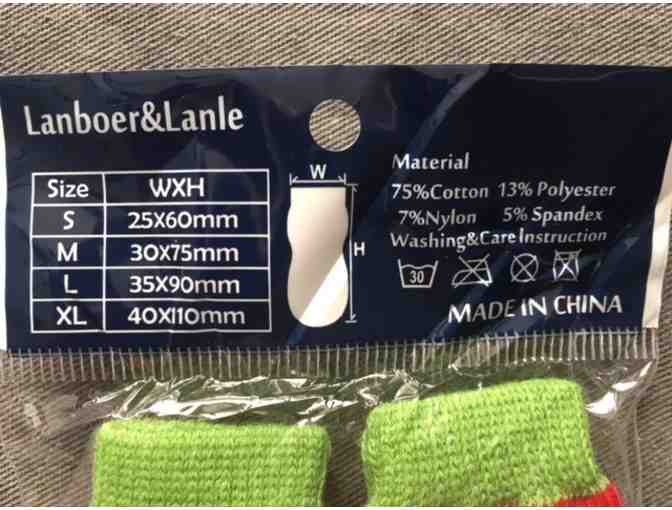 Lanboer&Lanle
Size WXH
S 25X60mm
M 30X75mm
L 35X90mm
XL 40X110mm
W
H
Material
75%Cotton 13% Polyester
7%Nylon 5% Spandex
Washing&Care Instruction
30
MADE IN CHINA